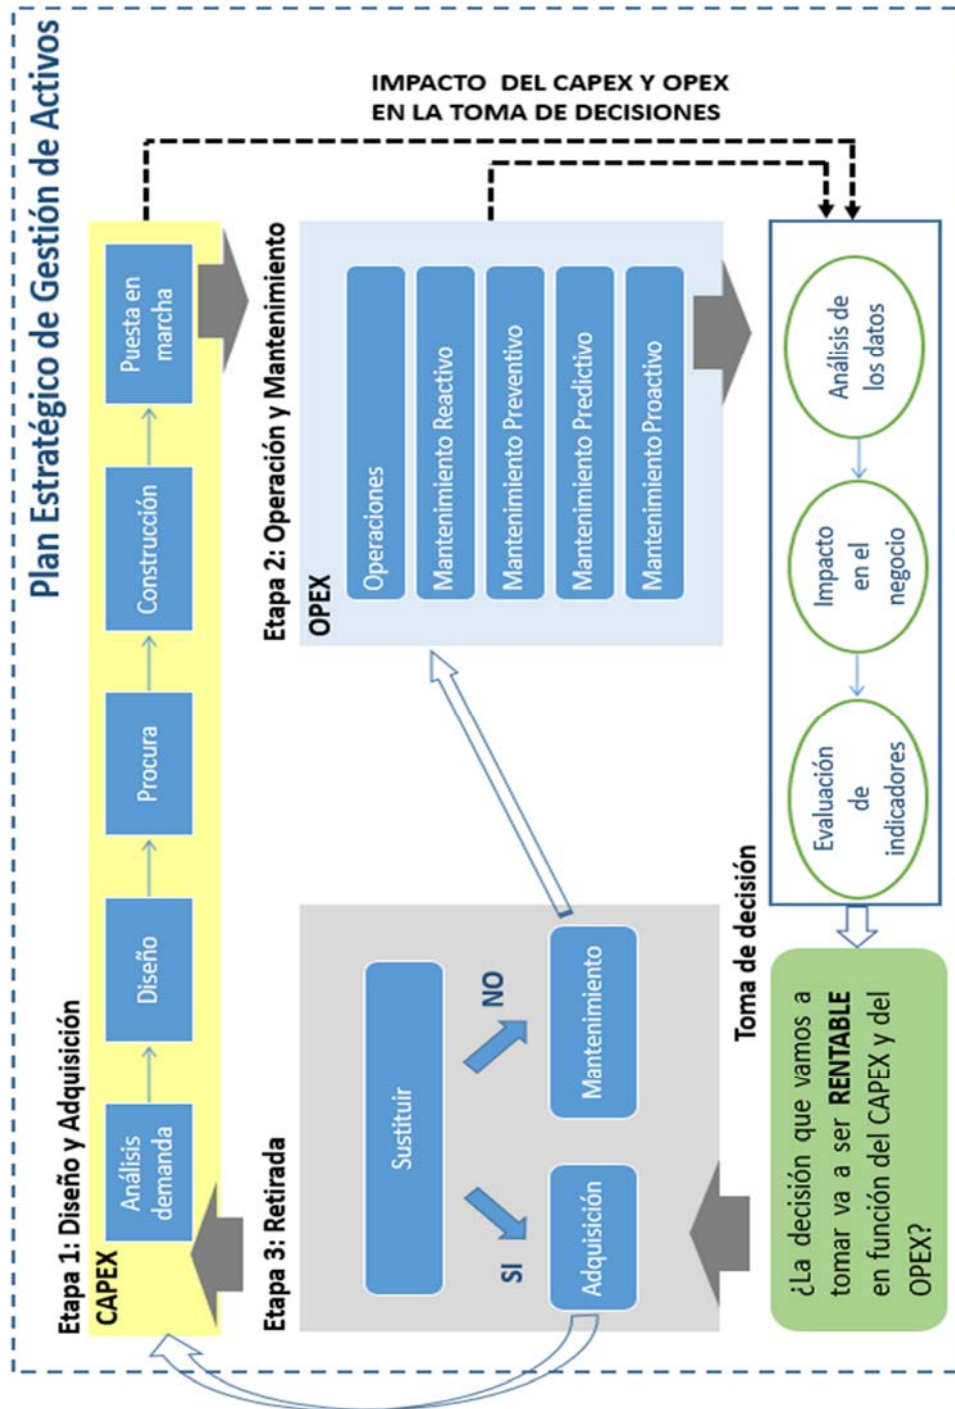 Plan Estratégico de Gestión de Activos
Etapa 1: Diseño y Adquisición
CAPEX
Análisis
demanda
Diseño
Procura
Construcción
Puesta en
marcha
IMPACTO DEL CAPEX Y OPEX
EN LA TOMA DE DECISIONES
Etapa 3: Retirada
Sustituir
SI
NO
Adquisición
Mantenimiento
Etapa 2: Operación y Mantenimiento
OPEX
Operaciones
Mantenimiento Reactivo
Mantenimiento Preventivo
Mantenimiento Predictivo
Mantenimiento Proactivo
Toma de decisión
¿La decisión que vamos a
tomar va a ser RENTABLE
en función del CAPEX y del
OPEX?
Evaluación
de
indicadores
Impacto
en el
negocio
Análisis de
los datos